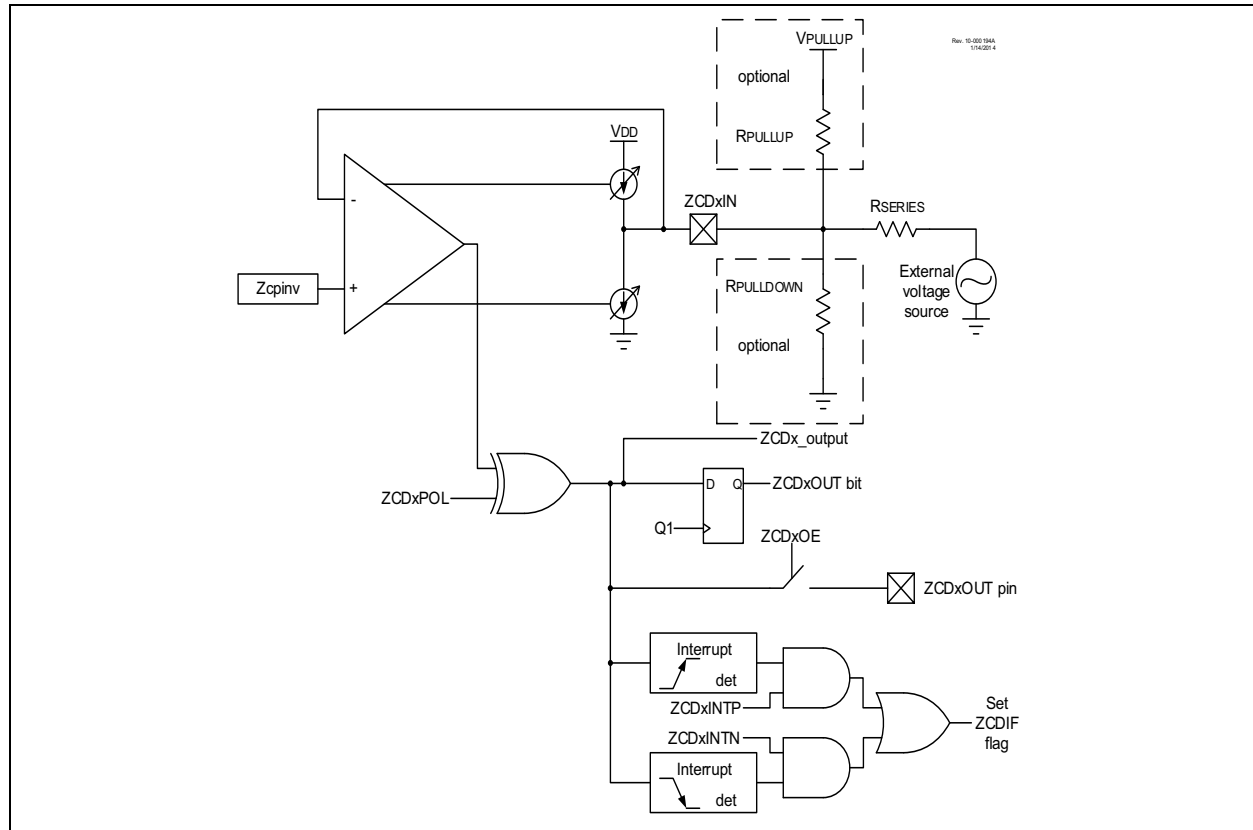 Rev. 10-000 194A
1/14/2014
VPULLUP
optional
RPULLUP
VDD
-
ZCDxIN
RSERIES
Zcpinv
+
RPULLDOWN
External
voltage
source
optional
ZCDx_output
ZCDxPOL
D Q
ZCDxOUT bit
Q1
ZCDxOE
ZCDxOUT pin
Interrupt
det
ZCDxINTP
Set
ZCDIF
flag
ZCDxINTN
Interrupt
det